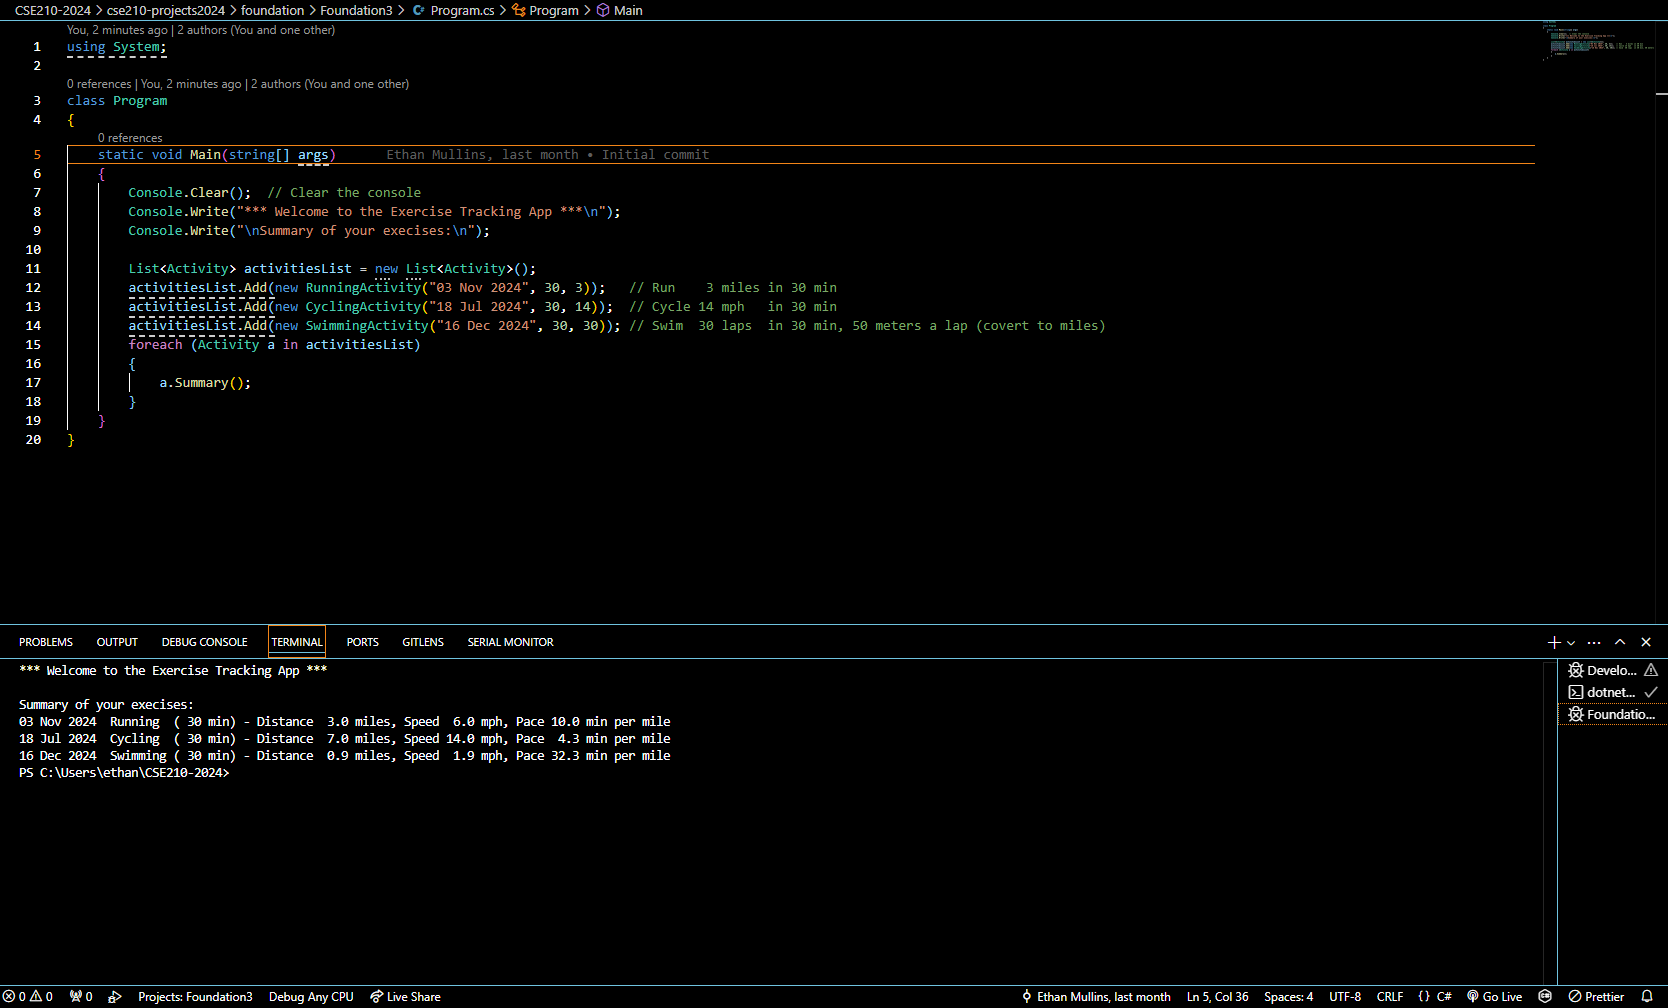 CSE210-2024 > cse210-projects2024 > foundation > Foundation3 > C# Program.cs > Program > Main
You, 2 minutes ago | 2 authors (You and one other)
1 using System;
2
0 references | You, 2 minutes ago | 2 authors (You and one other)
3 class Program
4 {
0 references
5 static void Main(string[] args) Ethan Mullins, last month • Initial commit
6 {
7 Console.Clear(); // Clear the console
8 Console.Write("*** Welcome to the Exercise Tracking App ***\n");
9 Console.Write("\nSummary of your execises:\n");
10
11 List<Activity> activitiesList = new List<Activity>();
12 activitiesList.Add(new RunningActivity("03 Nov 2024", 30, 3)); // Run 3 miles in 30 min
13 activitiesList.Add(new CyclingActivity("18 Jul 2024", 30, 14)); // Cycle 14 mph in 30 min
14 activitiesList.Add(new SwimmingActivity("16 Dec 2024", 30, 30)); // Swim 30 laps in 30 min, 50 meters a lap (covert to miles)
15 foreach (Activity a in activitiesList)
16 {
17 a.Summary();
18 }
19 }
20 }
PROBLEMS OUTPUT DEBUG CONSOLE TERMINAL PORTS GITLENS SERIAL MONITOR
*** Welcome to the Exercise Tracking App ***
Summary of your execises:
03 Nov 2024 Running ( 30 min) - Distance 3.0 miles, Speed 6.0 mph, Pace 10.0 min per mile
18 Jul 2024 Cycling ( 30 min) - Distance 7.0 miles, Speed 14.0 mph, Pace 4.3 min per mile
16 Dec 2024 Swimming ( 30 min) - Distance 0.9 miles, Speed 1.9 mph, Pace 32.3 min per mile
PS C:\Users\ethan\CSE210-2024>
Develo...
dotnet...
Foundatio...
0 0 0 Projects: Foundation3 Debug Any CPU Live Share Ethan Mullins, last month Ln 5, Col 36 Spaces: 4 UTF-8 CRLF {} C# Go Live Prettier